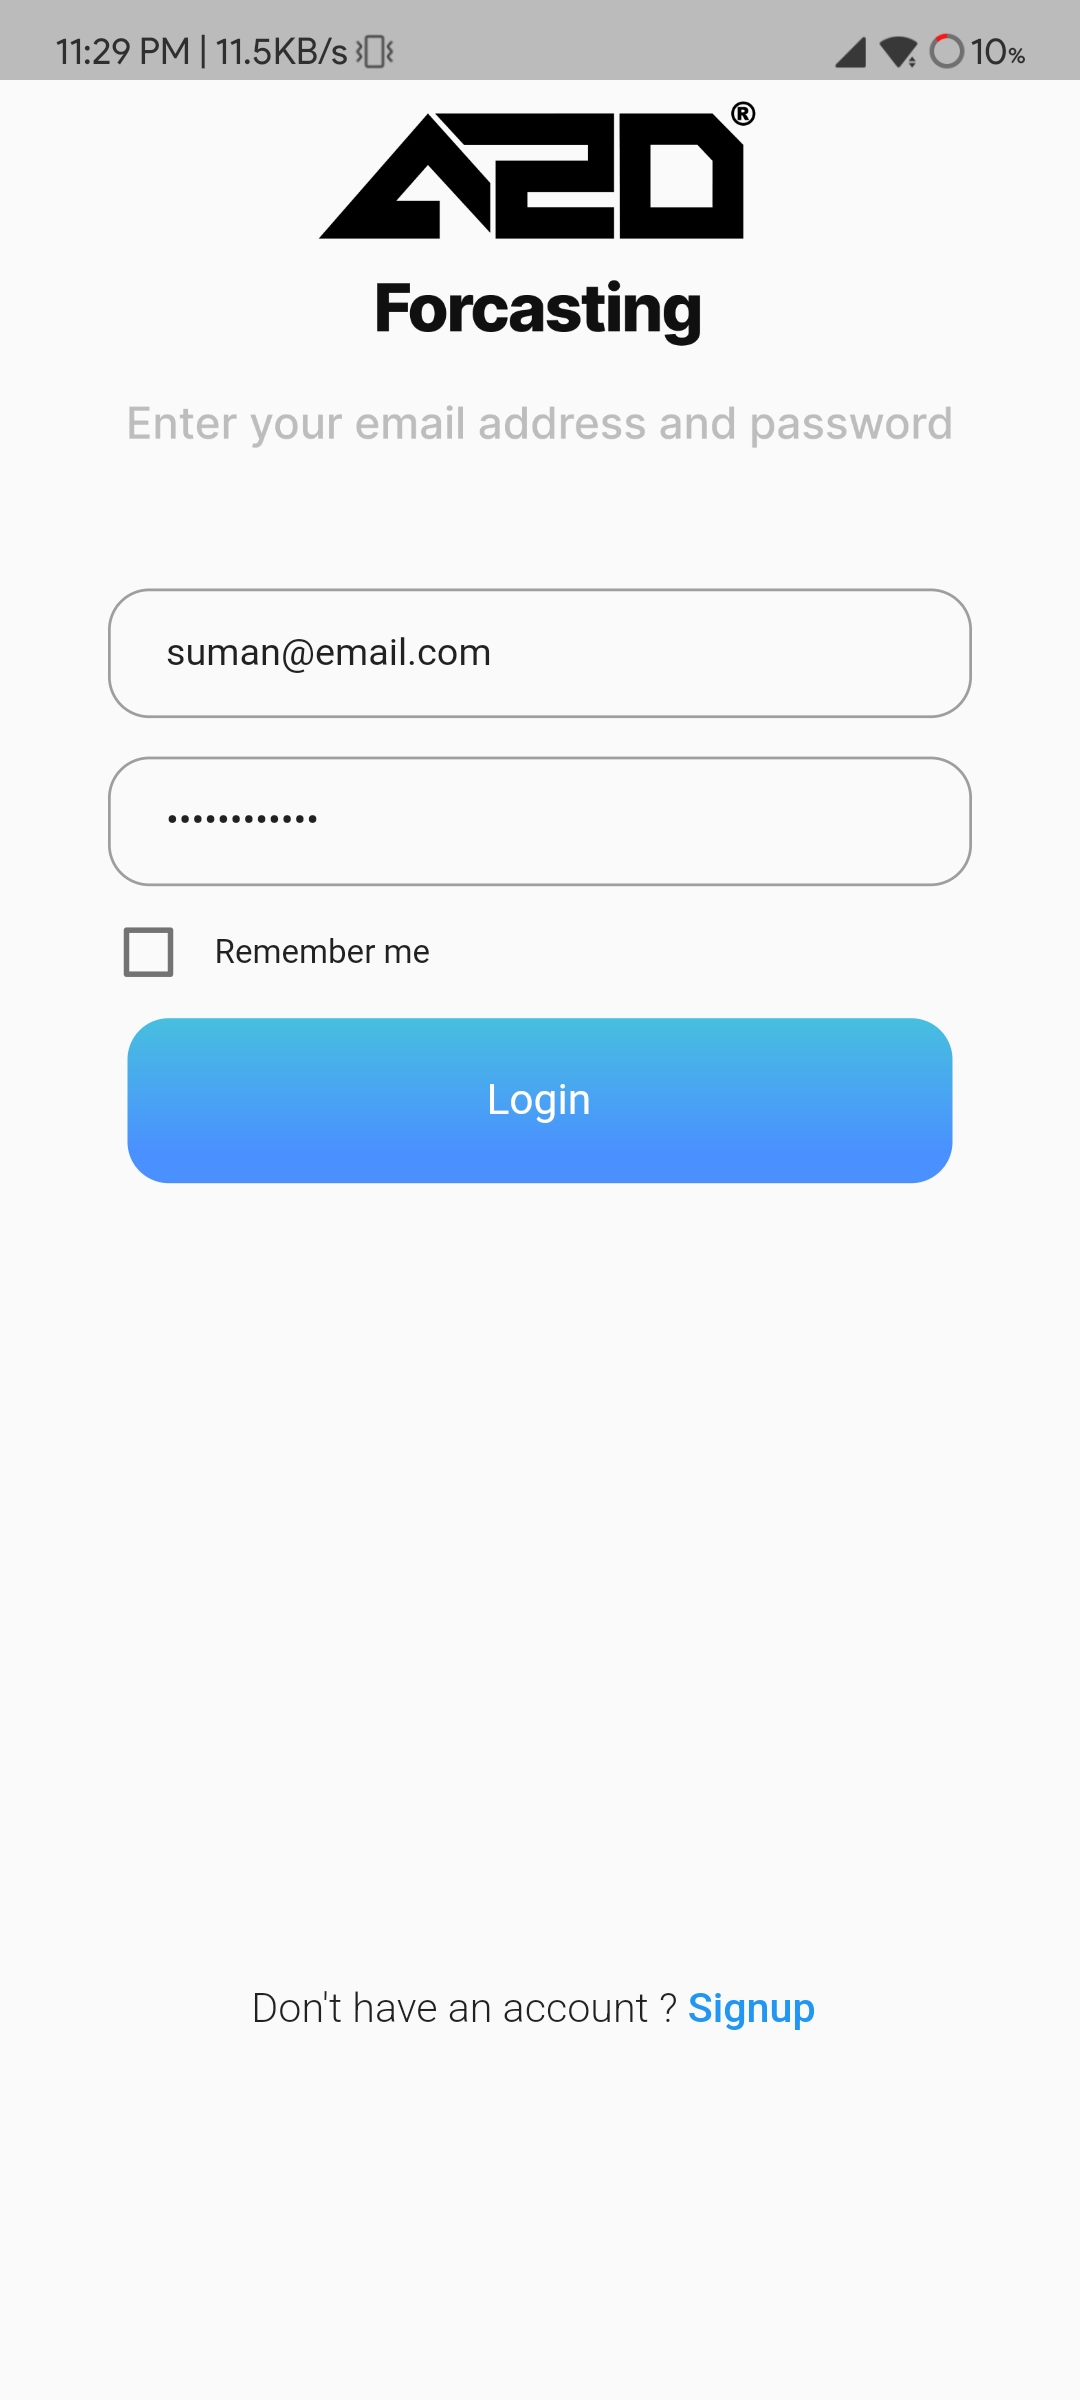 11:29 PM | 11.5KB/s 10%
A2D®
Forcasting
Enter your email address and password
suman@email.com
••••••••••••
Remember me
Login
Don't have an account ? Signup